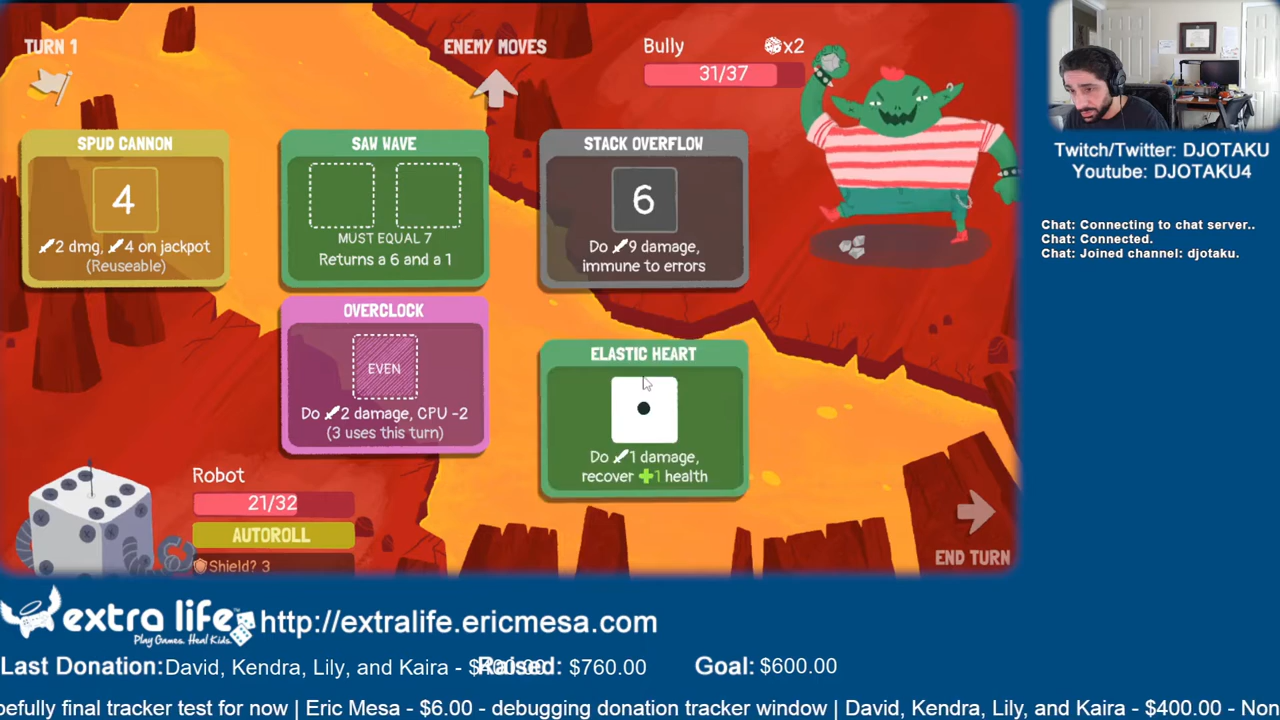 TURN 1
ENEMY MOVES
Bully
x2
31/37
SPUD CANNON
4
2 dmg, 4 on jackpot
(Reuseable)
SAW WAVE
MUST EQUAL 7
Returns a 6 and a 1
STACK OVERFLOW
6
Do 9 damage,
immune to errors
OVERCLOCK
EVEN
Do 2 damage, CPU -2
(3 uses this turn)
ELASTIC HEART
Do 1 damage,
recover +1 health
Robot
21/32
AUTOROLL
Shield? 3
END TURN
Twitch/Twitter: DJOTAKU
Youtube: DJOTAKU4
Chat: Connecting to chat server..
Chat: Connected.
Chat: Joined channel: djotaku.
extra life
Play Games. Heal Kids.
http://extralife.ericmesa.com
Last Donation: David, Kendra, Lily, and Kaira - Raised: $760.00 Goal: $600.00
pefully final tracker test for now | Eric Mesa - $6.00 - debugging donation tracker window | David, Kendra, Lily, and Kaira - $400.00 - Non